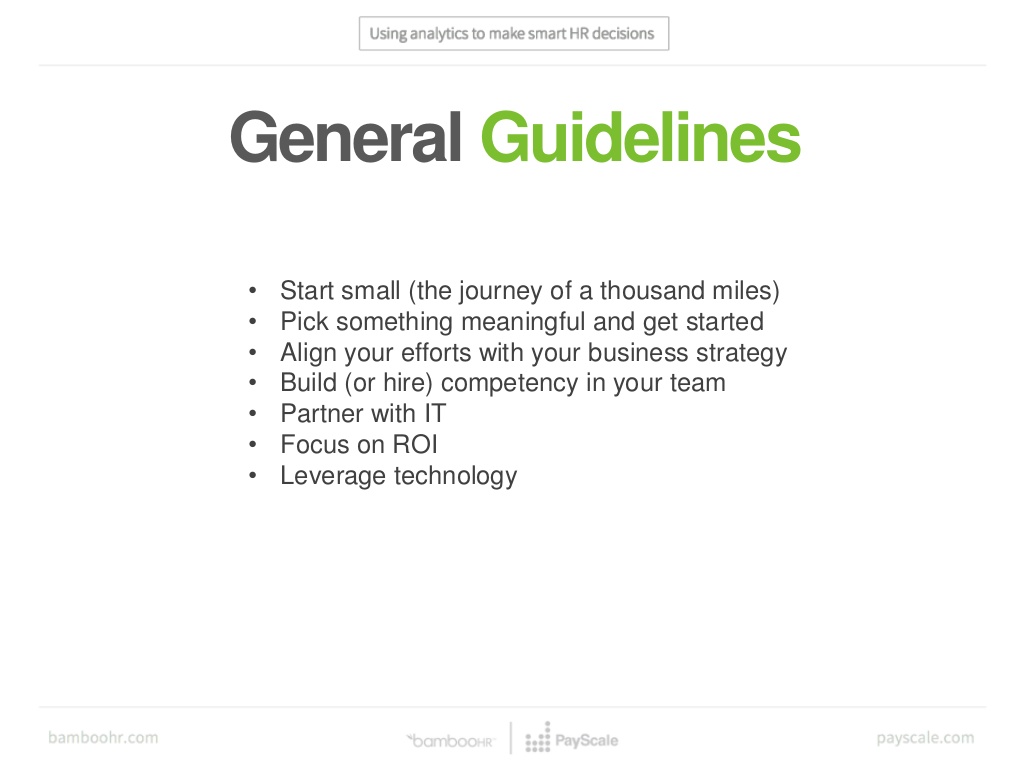 Using analytics to make smart HR decisions
General Guidelines
• Start small (the journey of a thousand miles)
• Pick something meaningful and get started
• Align your efforts with your business strategy
• Build (or hire) competency in your team
• Partner with IT
• Focus on ROI
• Leverage technology
bamboohr.com bambooHR PayScale payscale.com